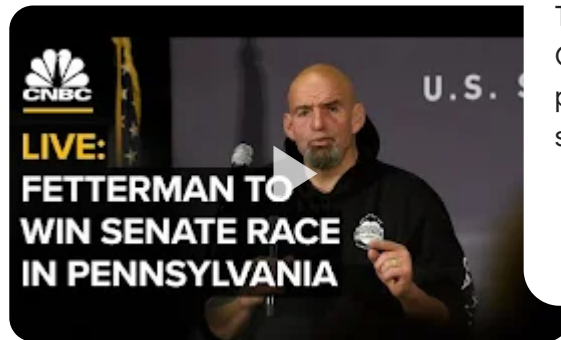 CNBC
U.S. S
LIVE:
FETTERMAN TO
WIN SENATE RACE
IN PENNSYLVANIA
T
C
p
s